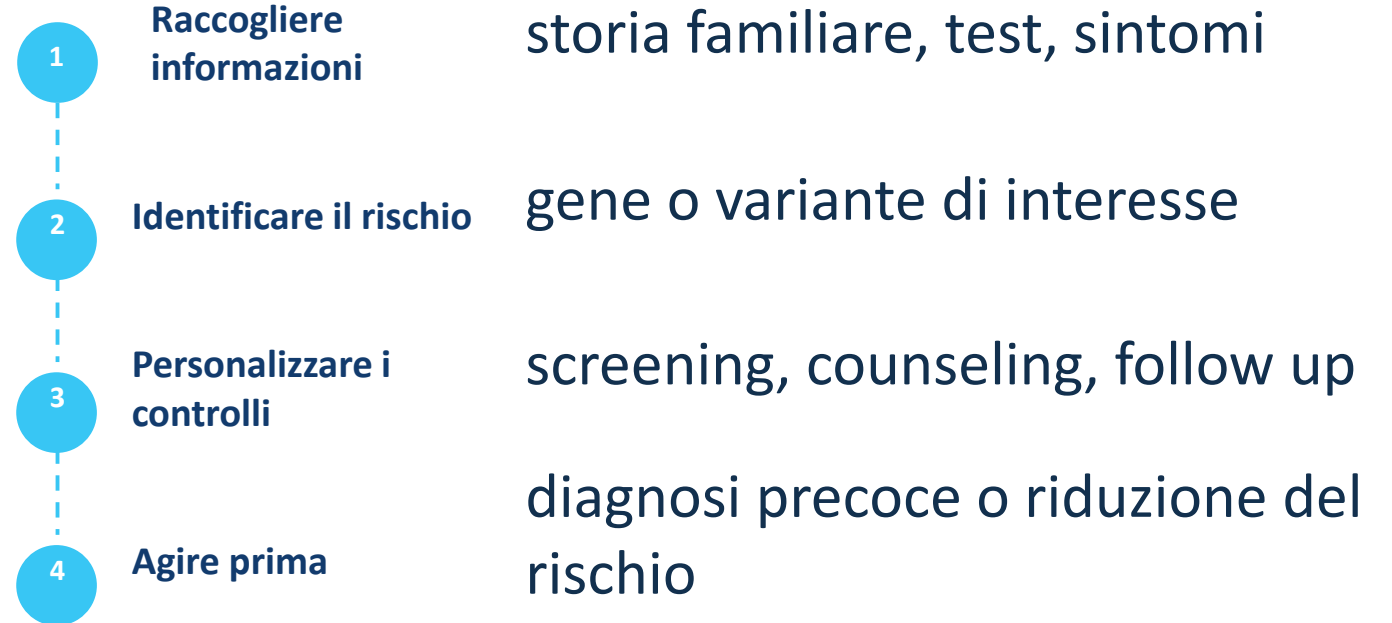 1
Raccogliere
informazioni
storia familiare, test, sintomi
2
Identificare il rischio
gene o variante di interesse
3
Personalizzare i
controlli
screening, counseling, follow up
4
Agire prima
diagnosi precoce o riduzione del
rischio